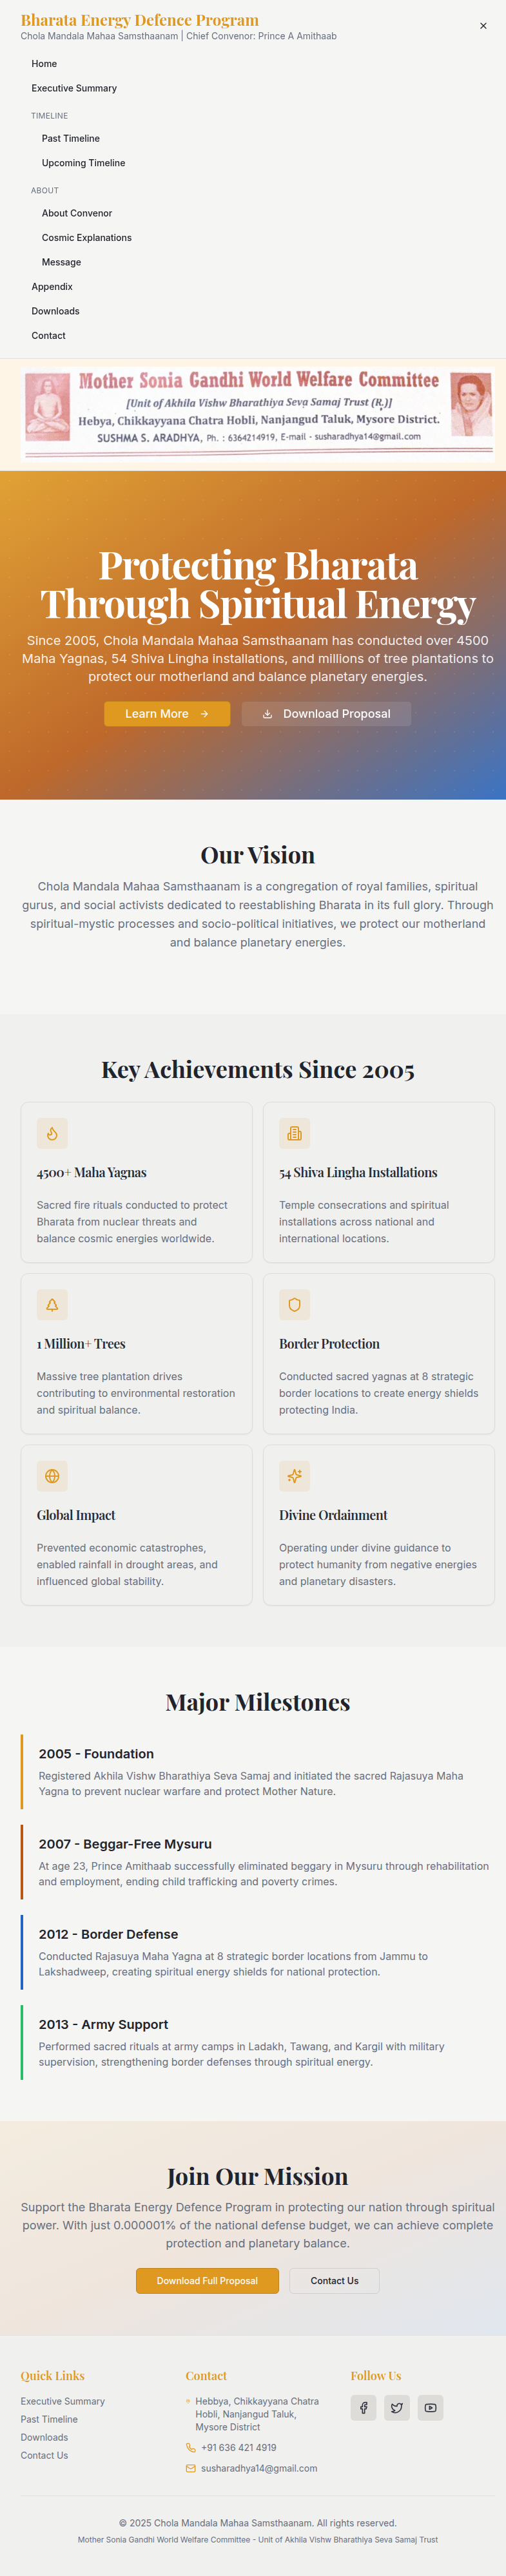 Bharata Energy Defence Program
Chola Mandala Mahaa Samsthaanam | Chief Convenor: Prince A Amithaab
Home
Executive Summary
TIMELINE
Past Timeline
Upcoming Timeline
ABOUT
About Convenor
Cosmic Explanations
Message
Appendix
Downloads
Contact
Mother Sonia Gandhi World Welfare Committee
[Unit of Akhila Vishw Bharathiya Seva Samaj Trust (R.)]
Hebya, Chikkayyana Chatra Hobli, Nanjangud Taluk, Mysore District.
SUSHMA S. ARADHYA, Ph. : 6364214919, E-mail - susharadhya14@gmail.com
Protecting Bharata
Through Spiritual Energy
Since 2005, Chola Mandala Mahaa Samsthaanam has conducted over 4500
Maha Yagnas, 54 Shiva Lingha installations, and millions of tree plantations to
protect our motherland and balance planetary energies.
Learn More
Download Proposal
Our Vision
Chola Mandala Mahaa Samsthaanam is a congregation of royal families, spiritual
gurus, and social activists dedicated to reestablishing Bharata in its full glory. Through
spiritual-mystic processes and socio-political initiatives, we protect our motherland
and balance planetary energies.
Key Achievements Since 2005
4500+ Maha Yagnas
Sacred fire rituals conducted to protect
Bharata from nuclear threats and
balance cosmic energies worldwide.
54 Shiva Lingha Installations
Temple consecrations and spiritual
installations across national and
international locations.
1 Million+ Trees
Massive tree plantation drives
contributing to environmental restoration
and spiritual balance.
Border Protection
Conducted sacred yagnas at 8 strategic
border locations to create energy shields
protecting India.
Global Impact
Prevented economic catastrophes,
enabled rainfall in drought areas, and
influenced global stability.
Divine Ordainment
Operating under divine guidance to
protect humanity from negative energies
and planetary disasters.
Major Milestones
2005 - Foundation
Registered Akhila Vishw Bharathiya Seva Samaj and initiated the sacred Rajasuya Maha
Yagna to prevent nuclear warfare and protect Mother Nature.
2007 - Beggar-Free Mysuru
At age 23, Prince Amithaab successfully eliminated beggary in Mysuru through rehabilitation
and employment, ending child trafficking and poverty crimes.
2012 - Border Defense
Conducted Rajasuya Maha Yagna at 8 strategic border locations from Jammu to
Lakshadweep, creating spiritual energy shields for national protection.
2013 - Army Support
Performed sacred rituals at army camps in Ladakh, Tawang, and Kargil with military
supervision, strengthening border defenses through spiritual energy.
Join Our Mission
Support the Bharata Energy Defence Program in protecting our nation through spiritual
power. With just 0.000001% of the national defense budget, we can achieve complete
protection and planetary balance.
Download Full Proposal
Contact Us
Quick Links
Executive Summary
Past Timeline
Downloads
Contact Us
Contact
Hebbya, Chikkayyana Chatra
Hobli, Nanjangud Taluk,
Mysore District
+91 636 421 4919
susharadhya14@gmail.com
Follow Us
© 2025 Chola Mandala Mahaa Samsthaanam. All rights reserved.
Mother Sonia Gandhi World Welfare Committee - Unit of Akhila Vishw Bharathiya Seva Samaj Trust